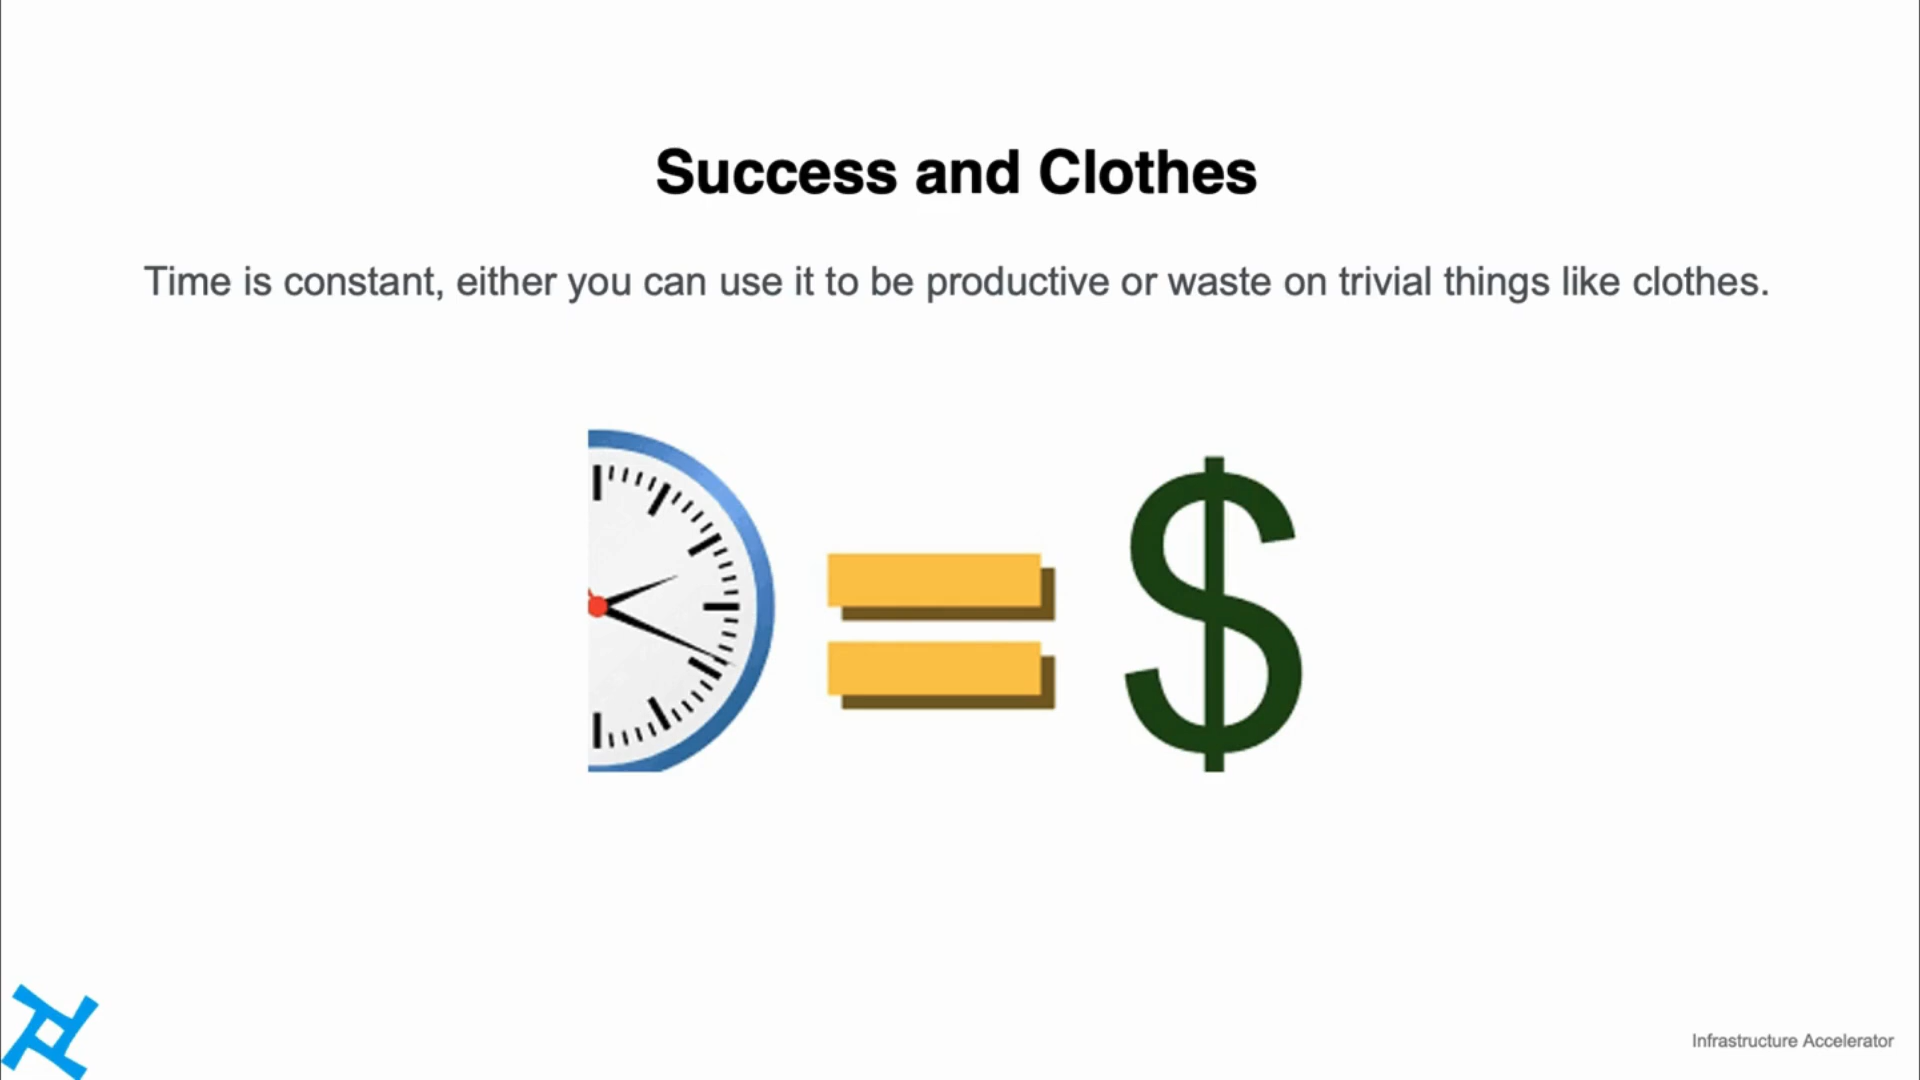 Success and Clothes
Time is constant, either you can use it to be productive or waste on trivial things like clothes.
$
Infrastructure Accelerator